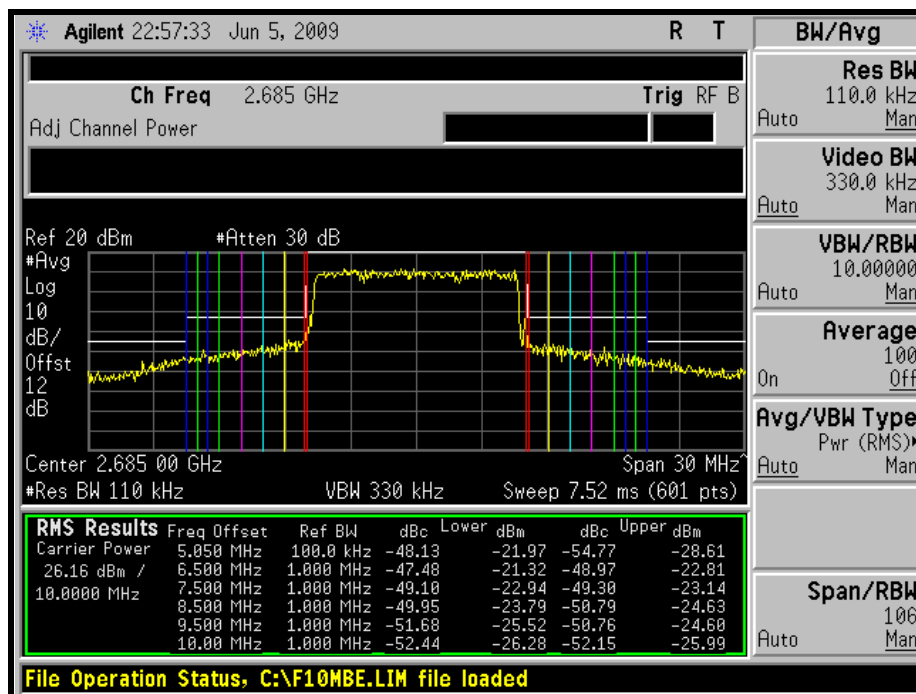 Agilent 22:57:33 Jun 5, 2009 R T
Ch Freq 2.685 GHz Trig RF B
Adj Channel Power
Ref 20 dBm #Atten 30 dB
#Avg
Log
10
dB/
Offst
12
dB
Center 2.685 00 GHz Span 30 MHz^
#Res BW 110 kHz VBW 330 kHz Sweep 7.52 ms (601 pts)
RMS Results Freq Offset Ref BW dBc Lower dBm dBc Upper dBm
Carrier Power 5.050 MHz 100.0 kHz -48.13 -21.97 -54.77 -28.61
26.16 dBm / 6.500 MHz 1.000 MHz -47.48 -21.32 -48.97 -22.81
10.0000 MHz 7.500 MHz 1.000 MHz -49.10 -22.94 -49.30 -23.14
8.500 MHz 1.000 MHz -49.95 -23.79 -50.79 -24.63
9.500 MHz 1.000 MHz -51.68 -25.52 -50.76 -24.60
10.00 MHz 1.000 MHz -52.44 -26.28 -52.15 -25.99
File Operation Status, C:\F10MBE.LIM file loaded
BW/Avg
Res BW
110.0 kHz
Auto Man
Video BW
330.0 kHz
Auto Man
VBW/RBW
10.00000
Auto Man
Average
100
On Off
Avg/VBW Type
Pwr (RMS)
Auto Man
Span/RBW
106
Auto Man